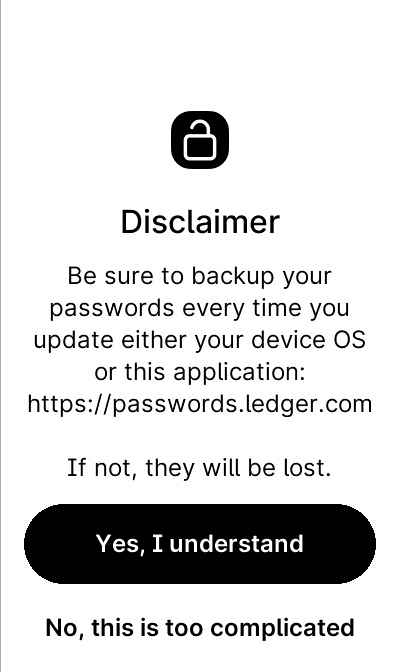 Disclaimer
Be sure to backup your
passwords every time you
update either your device OS
or this application:
https://passwords.ledger.com
If not, they will be lost.
Yes, I understand
No, this is too complicated